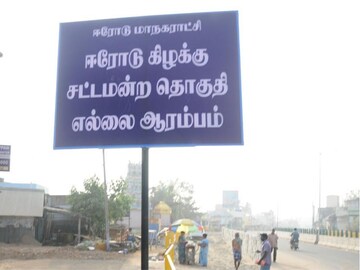 ஈரோடு மாநகராட்சி
ஈரோடு கிழக்கு
சட்டமன்ற தொகுதி
எல்லை ஆரம்பம்